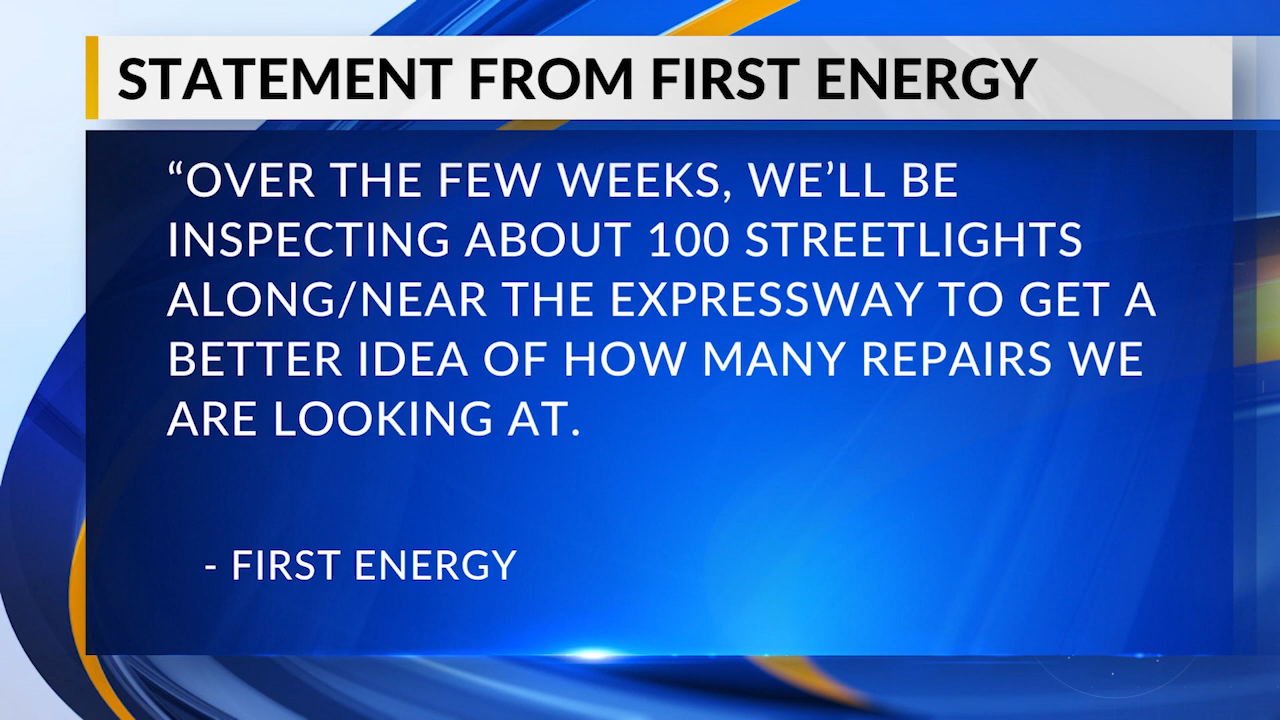 STATEMENT FROM FIRST ENERGY
“OVER THE FEW WEEKS, WE’LL BE
INSPECTING ABOUT 100 STREETLIGHTS
ALONG/NEAR THE EXPRESSWAY TO GET A
BETTER IDEA OF HOW MANY REPAIRS WE
ARE LOOKING AT.
- FIRST ENERGY